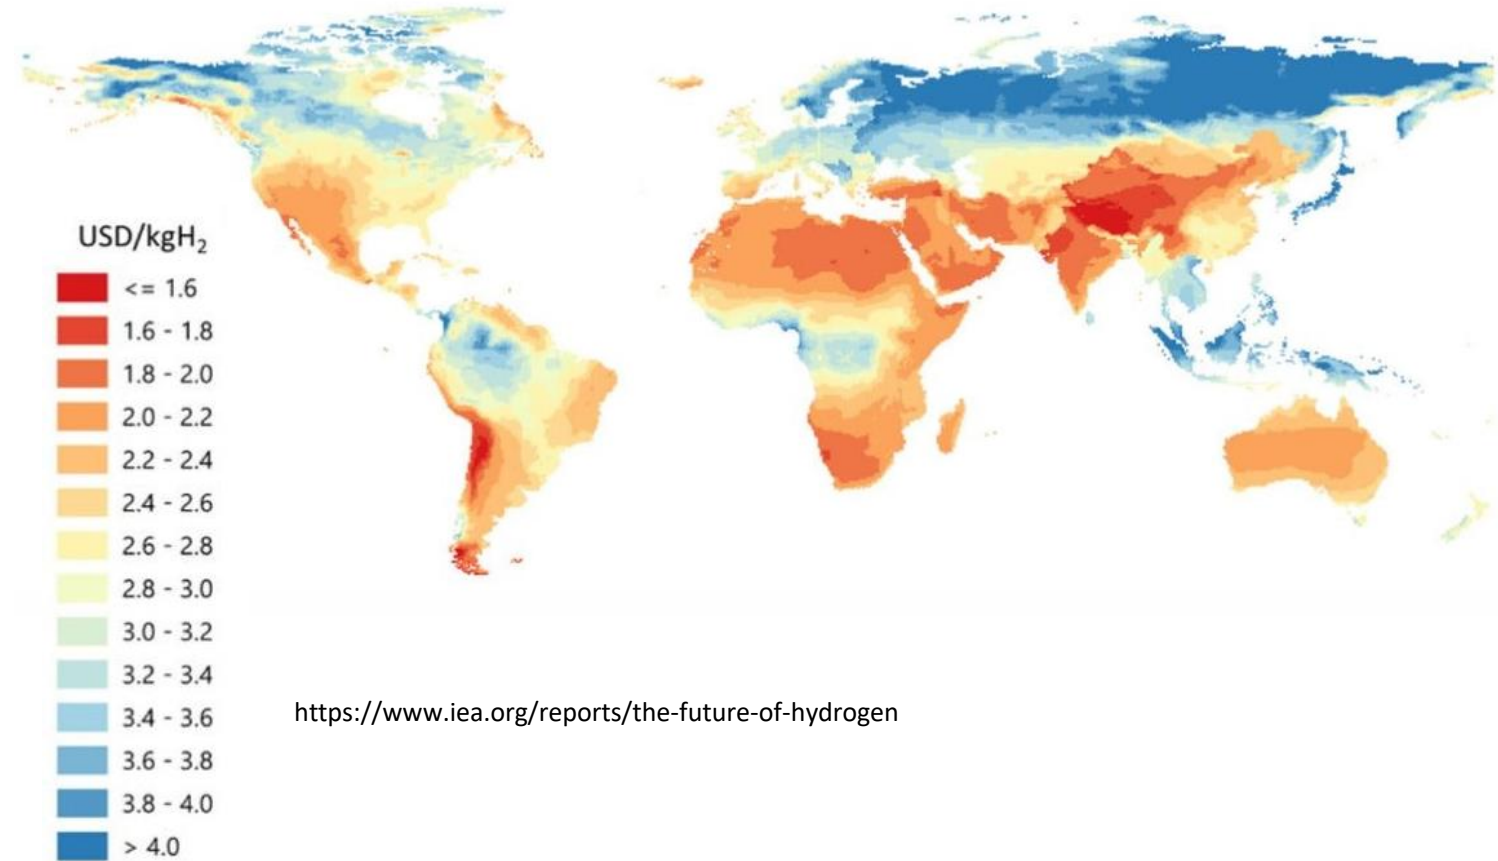 USD/kgH₂
<= 1.6
1.6 - 1.8
1.8 - 2.0
2.0 - 2.2
2.2 - 2.4
2.4 - 2.6
2.6 - 2.8
2.8 - 3.0
3.0 - 3.2
3.2 - 3.4
3.4 - 3.6
3.6 - 3.8
3.8 - 4.0
> 4.0
https://www.iea.org/reports/the-future-of-hydrogen